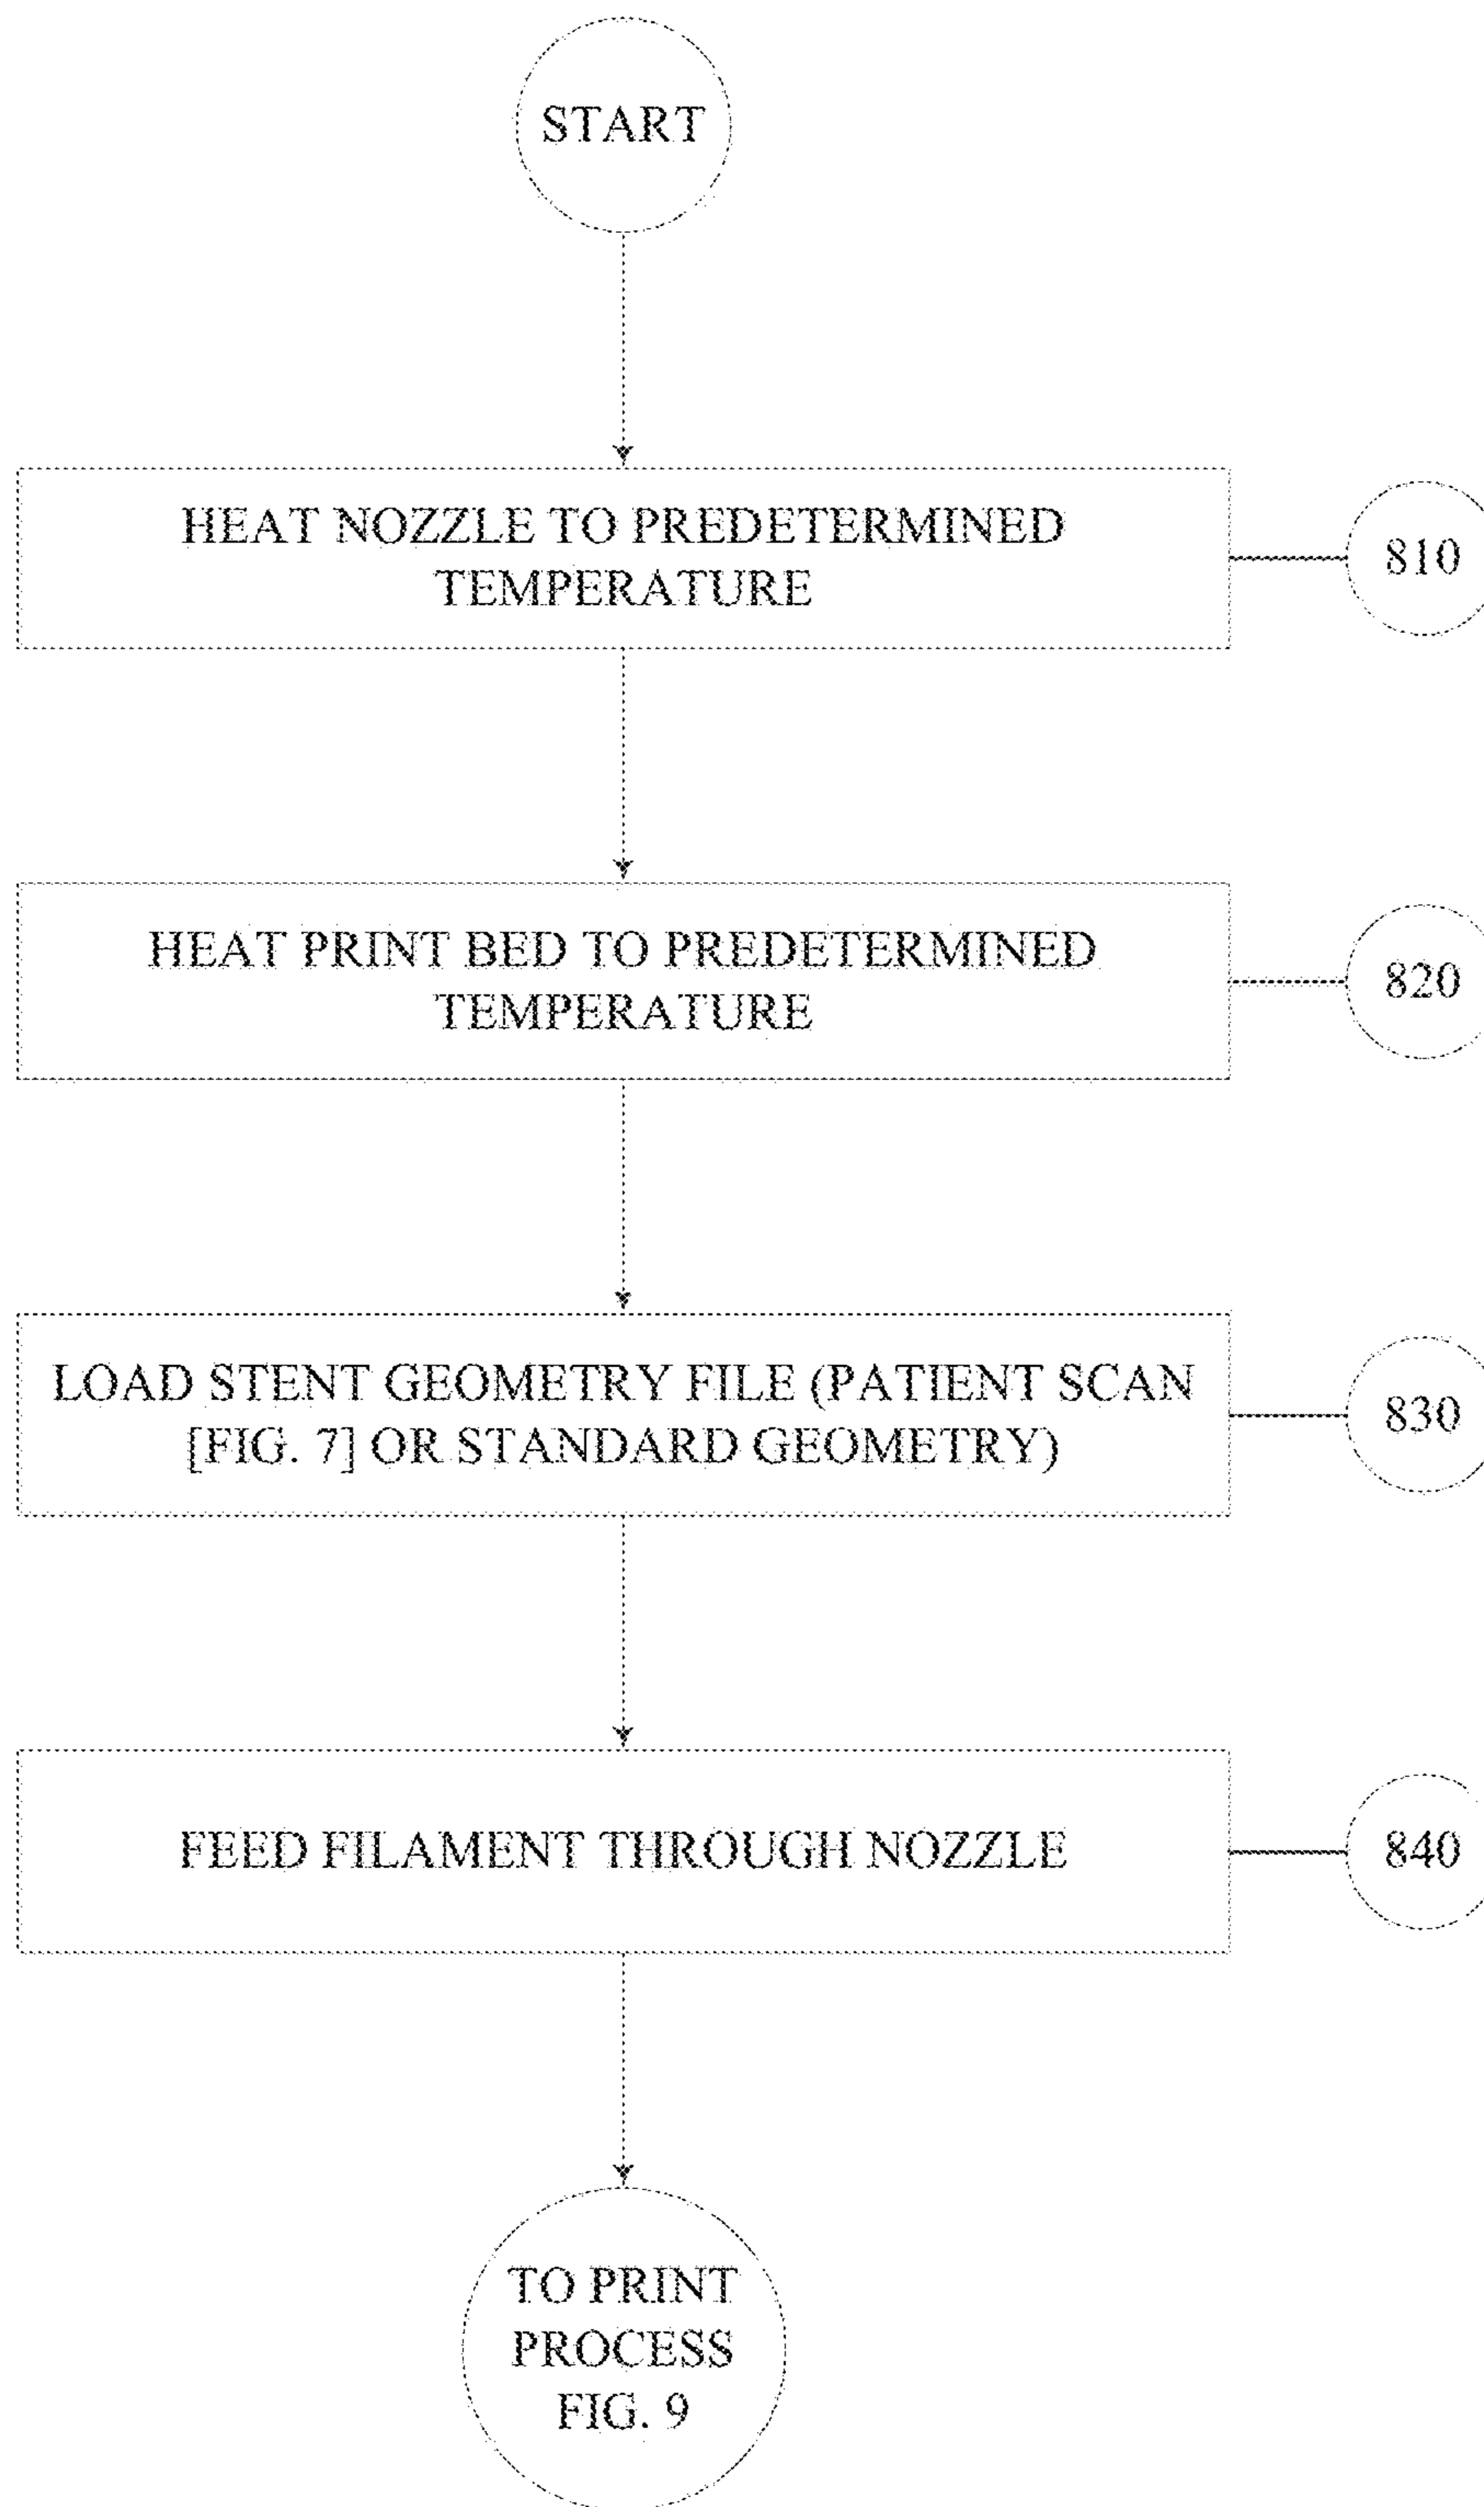 START
HEAT NOZZLE TO PREDETERMINED
TEMPERATURE
810
HEAT PRINT BED TO PREDETERMINED
TEMPERATURE
820
LOAD STENT GEOMETRY FILE (PATIENT SCAN
[FIG. 7] OR STANDARD GEOMETRY)
830
FEED FILAMENT THROUGH NOZZLE
840
TO PRINT
PROCESS
FIG. 9